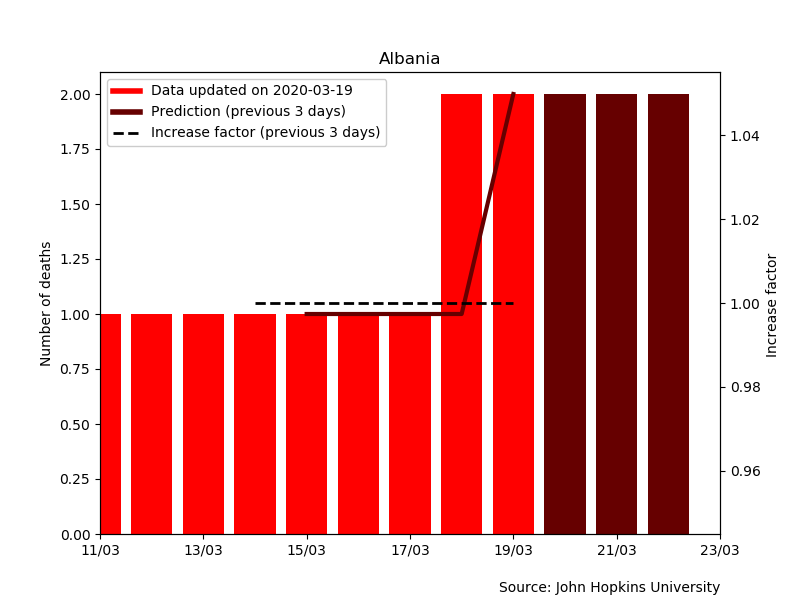 Albania
Data updated on 2020-03-19
Prediction (previous 3 days)
Increase factor (previous 3 days)
Number of deaths
2.00
1.75
1.50
1.25
1.00
0.75
0.50
0.25
0.00
1.04
1.02
1.00
0.98
0.96
Increase factor
11/03 13/03 15/03 17/03 19/03 21/03 23/03
Source: John Hopkins University